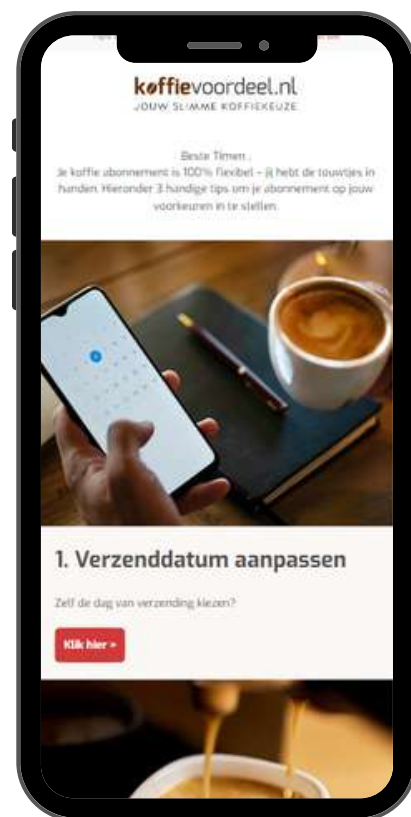 koffievoordeel.nl
JOUW SLIMME KOFFIEKEUZE
Beste Timen,
Je koffie abonnement is 100% flexibel – jij hebt de touwtjes in
handen. Hieronder 3 handige tips om je abonnement op jouw
voorkeuren in te stellen.
1. Verzenddatum aanpassen
Zelf de dag van verzending kiezen?
Klik hier >